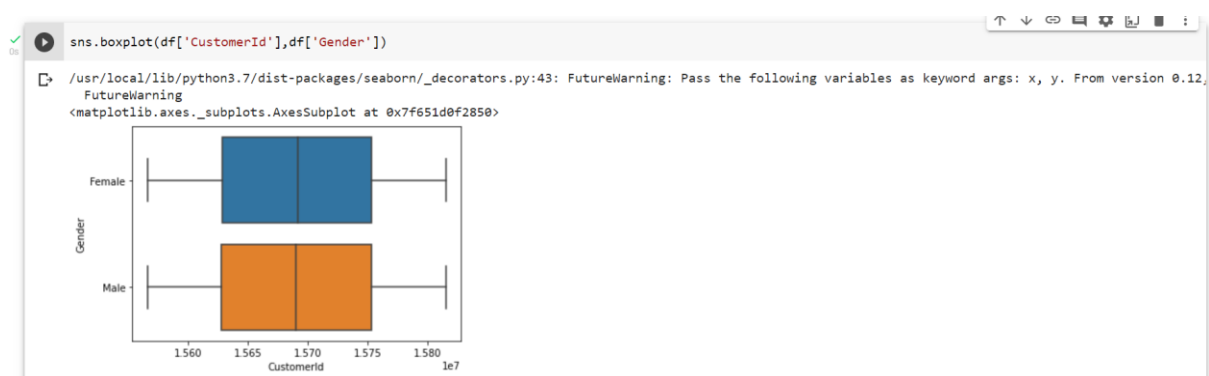 0s
sns.boxplot(df['CustomerId'],df['Gender'])
/usr/local/lib/python3.7/dist-packages/seaborn/_decorators.py:43: FutureWarning: Pass the following variables as keyword args: x, y. From version 0.12,
FutureWarning
<matplotlib.axes._subplots.AxesSubplot at 0x7f651d0f2850>
Female
Gender
Male
1.560 1.565 1.570 1.575 1.580
CustomerId 1e7